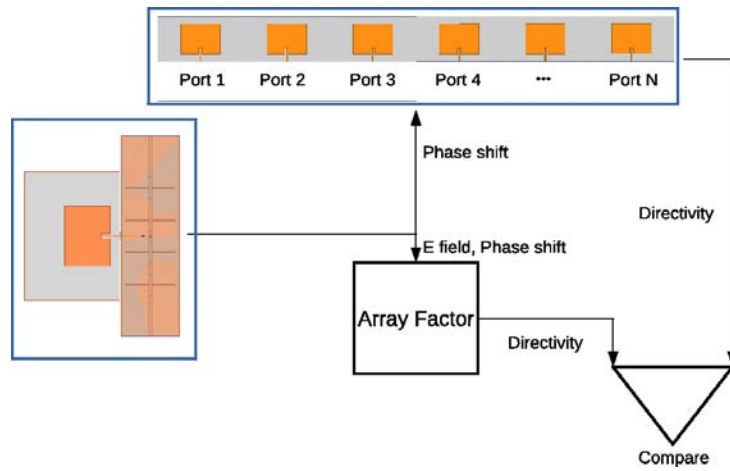 Port 1 Port 2 Port 3 Port 4 ... Port N
Phase shift
Directivity
E field, Phase shift
Array Factor
Directivity
Compare